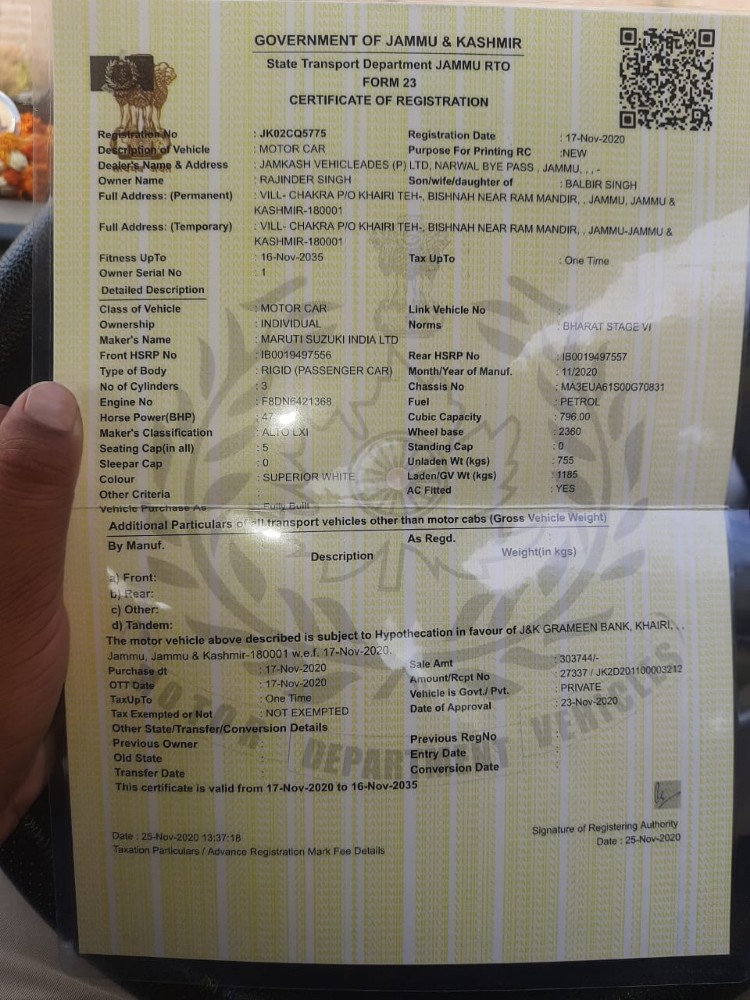 GOVERNMENT OF JAMMU & KASHMIR
State Transport Department JAMMU RTO
FORM 23
CERTIFICATE OF REGISTRATION
Registration No : JK02CQ5775 Registration Date : 17-Nov-2020
Description of Vehicle : MOTOR CAR Purpose For Printing RC :NEW
Dealer's Name & Address : JAMKASH VEHICLEADES (P) LTD, NARWAL BYE PASS , JAMMU, , , -
Owner Name : RAJINDER SINGH Son/wife/daughter of : BALBIR SINGH
Full Address: (Permanent) : VILL- CHAKRA P/O KHAIRI TEH-, BISHNAH NEAR RAM MANDIR, , JAMMU, JAMMU &
KASHMIR-180001
Full Address: (Temporary) : VILL- CHAKRA P/O KHAIRI TEH-, BISHNAH NEAR RAM MANDIR, , JAMMU-JAMMU &
KASHMIR-180001
Fitness UpTo : 16-Nov-2035 Tax UpTo : One Time
Owner Serial No : 1
Detailed Description
Class of Vehicle : MOTOR CAR Link Vehicle No :
Ownership : INDIVIDUAL Norms : BHARAT STAGE VI
Maker's Name : MARUTI SUZUKI INDIA LTD
Front HSRP No : IB0019497556 Rear HSRP No : IB0019497557
Type of Body : RIGID (PASSENGER CAR) Month/Year of Manuf. : 11/2020
No of Cylinders : 3 Chassis No : MA3EUA61S00G70831
Engine No : F8DN6421368 Fuel : PETROL
Horse Power(BHP) : 47 Cubic Capacity : 796.00
Maker's Classification : ALTO LXI Wheel base : 2360
Seating Cap(in all) : 5 Standing Cap : 0
Sleepar Cap : 0 Unladen Wt (kgs) : 755
Colour : SUPERIOR WHITE Laden/GV Wt (kgs) : 1185
Other Criteria : AC Fitted : YES
Vehicle Purchase As : Fully Built
Additional Particulars of all transport vehicles other than motor cabs (Gross Vehicle Weight)
By Manuf. As Regd.
Description Weight(in kgs)
a) Front:
b) Rear:
c) Other:
d) Tandem:
The motor vehicle above described is subject to Hypothecation in favour of J&K GRAMEEN BANK, KHAIRI, , ,
Jammu, Jammu & Kashmir-180001 w.e.f. 17-Nov-2020.
Purchase dt : 17-Nov-2020 Sale Amt : 303744/-
OTT Date : 17-Nov-2020 Amount/Rcpt No : 27337 / JK2D201100003212
TaxUpTo : One Time Vehicle is Govt./ Pvt. : PRIVATE
Tax Exempted or Not : NOT EXEMPTED Date of Approval : 23-Nov-2020
Other State/Transfer/Conversion Details
Previous Owner : Previous RegNo :
Old State : Entry Date :
Transfer Date : Conversion Date :
This certificate is valid from 17-Nov-2020 to 16-Nov-2035
MOTOR DEPARTMENT VEHICLES
Signature of Registering Authority
Date : 25-Nov-2020 13:37:18 Date : 25-Nov-2020
Taxation Particulars / Advance Registration Mark Fee Details